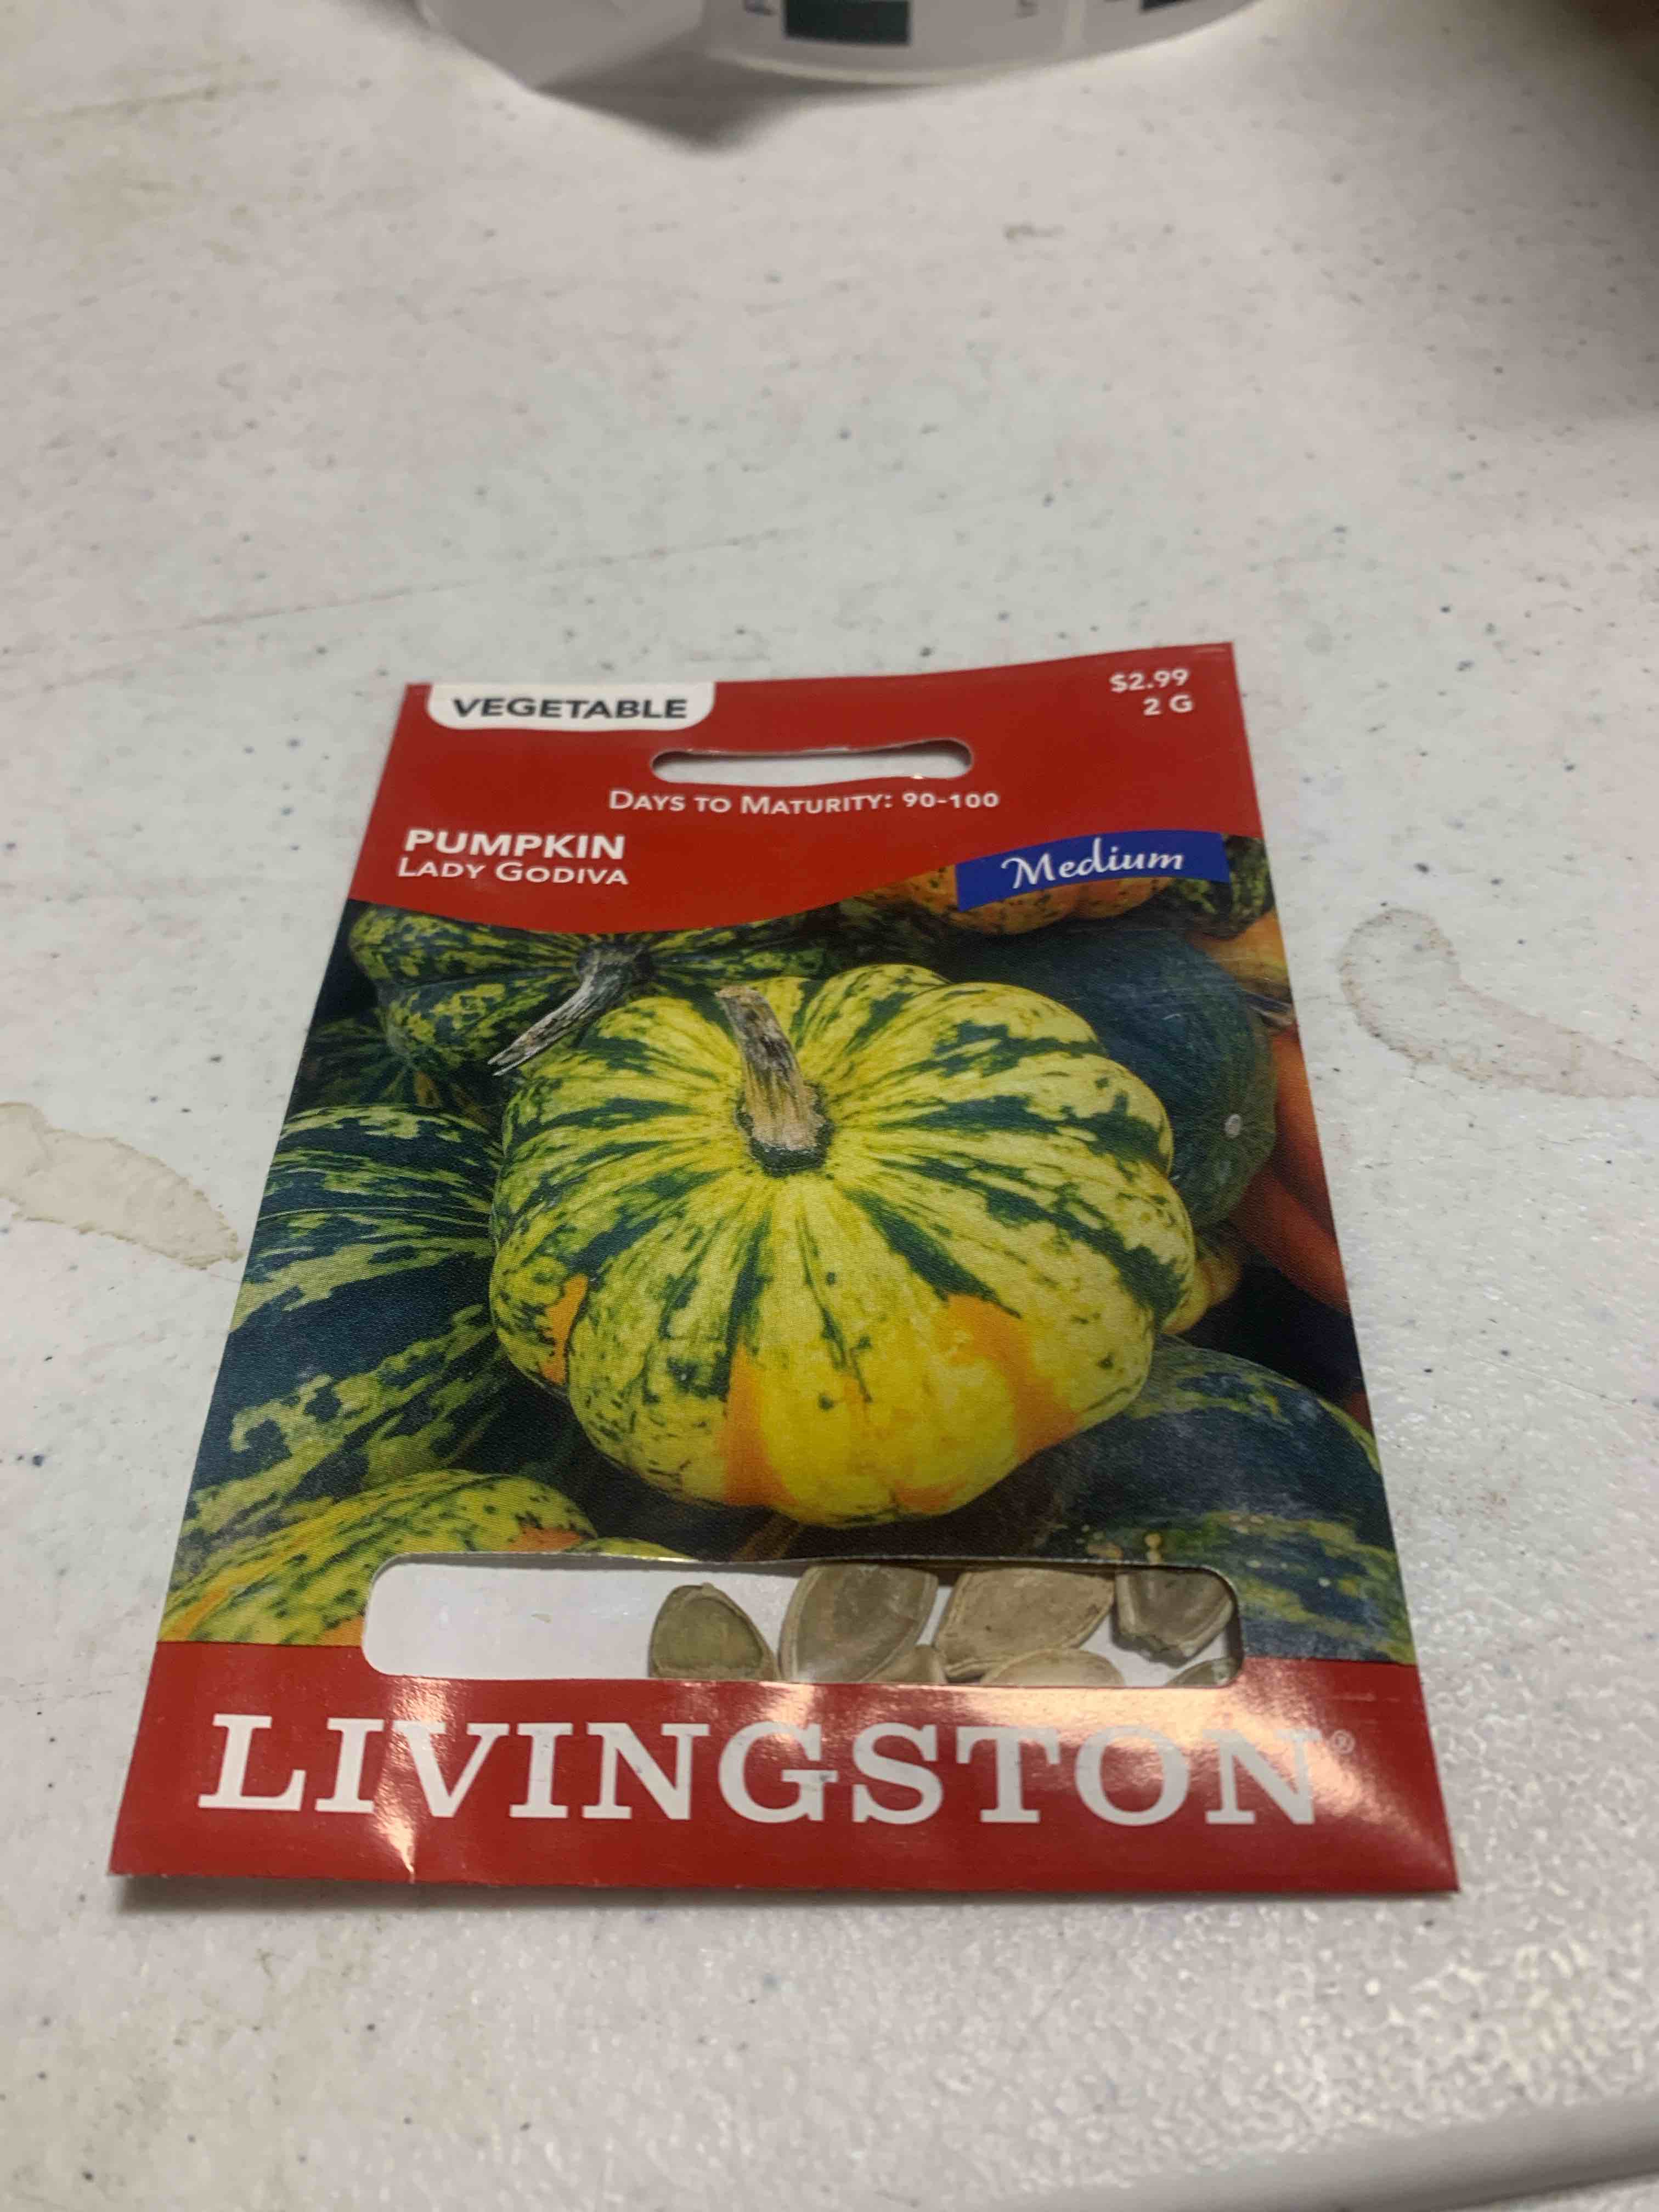 VEGETABLE
$2.99
2 G
DAYS TO MATURITY: 90-100
PUMPKIN
LADY GODIVA
Medium
LIVINGSTON®